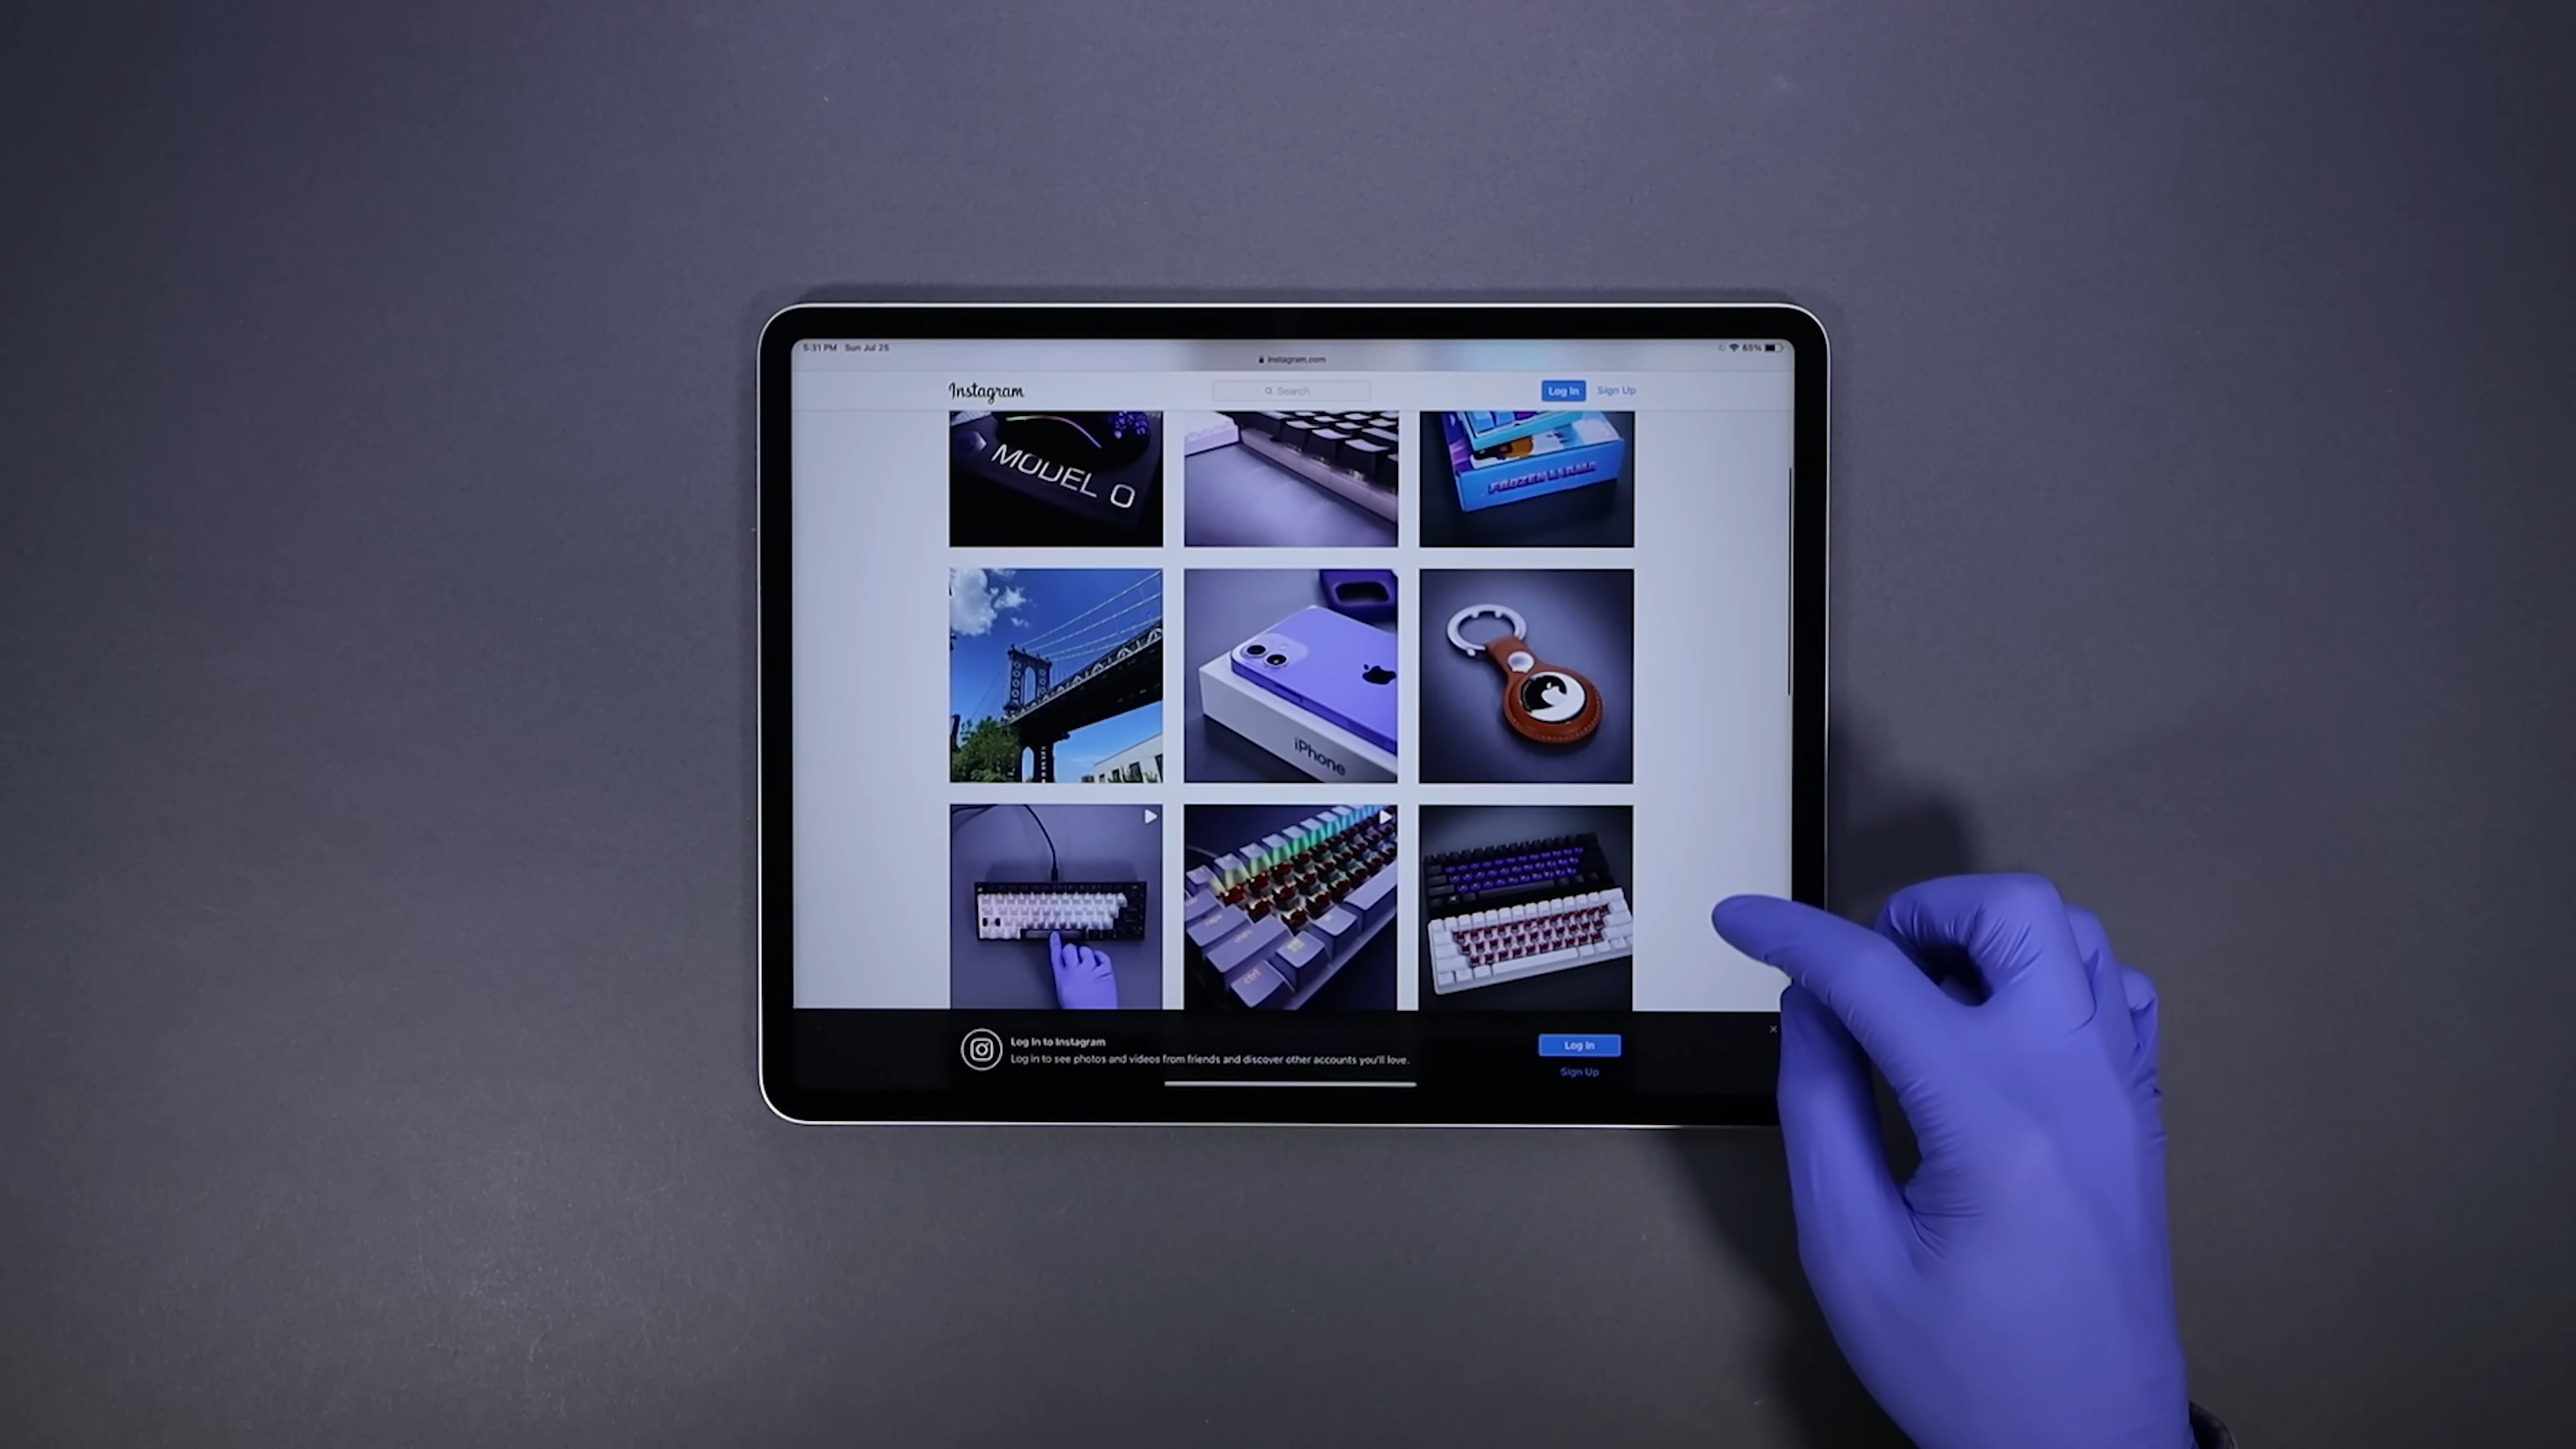 5:31 PM Sun Jul 25
65%
instagram.com
Instagram
Search
Log In
Sign Up
MODEL O
iPhone
ctrl
Log In to Instagram
Log in to see photos and videos from friends and discover other accounts you'll love.
Log In
Sign Up